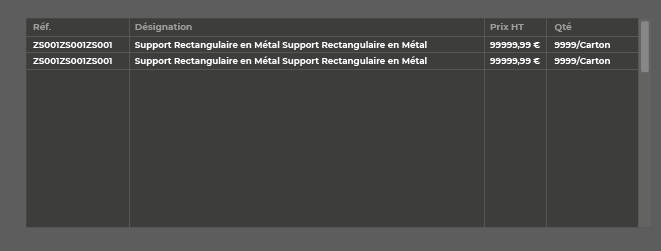 Réf. Désignation Prix HT Qté
ZS001ZS001ZS001 Support Rectangulaire en Métal Support Rectangulaire en Métal 99999,99 € 9999/Carton
ZS001ZS001ZS001 Support Rectangulaire en Métal Support Rectangulaire en Métal 99999,99 € 9999/Carton